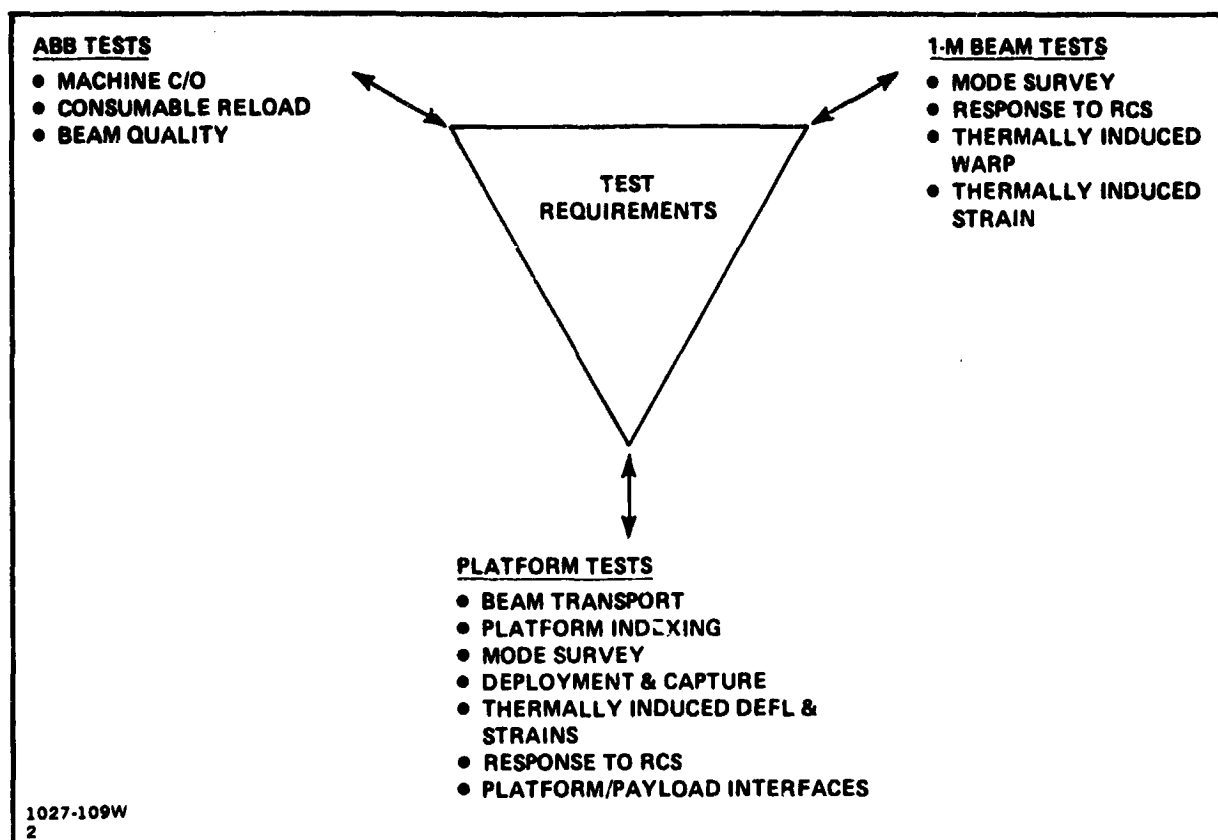 ABB TESTS
● MACHINE C/O
● CONSUMABLE RELOAD
● BEAM QUALITY
1-M BEAM TESTS
● MODE SURVEY
● RESPONSE TO RCS
● THERMALLY INDUCED
WARP
● THERMALLY INDUCED
STRAIN
TEST
REQUIREMENTS
PLATFORM TESTS
● BEAM TRANSPORT
● PLATFORM INDEXING
● MODE SURVEY
● DEPLOYMENT & CAPTURE
● THERMALLY INDUCED DEFL &
STRAINS
● RESPONSE TO RCS
● PLATFORM/PAYLOAD INTERFACES
1027-109W
2